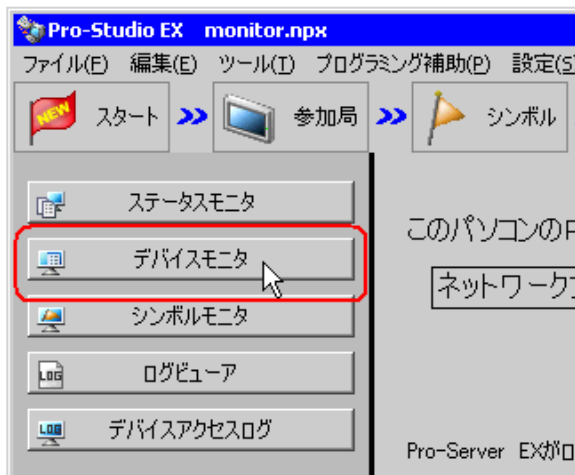 Pro-Studio EX monitor.npx
ファイル(F) 編集(E) ツール(T) プログラミング補助(P) 設定(S
NEW スタート 参加局 シンボル
ステータスモニタ
デバイスモニタ
シンボルモニタ
LOG ログビューア
LOG デバイスアクセスログ
このパソコンの
ネットワーク
Pro-Server EXが